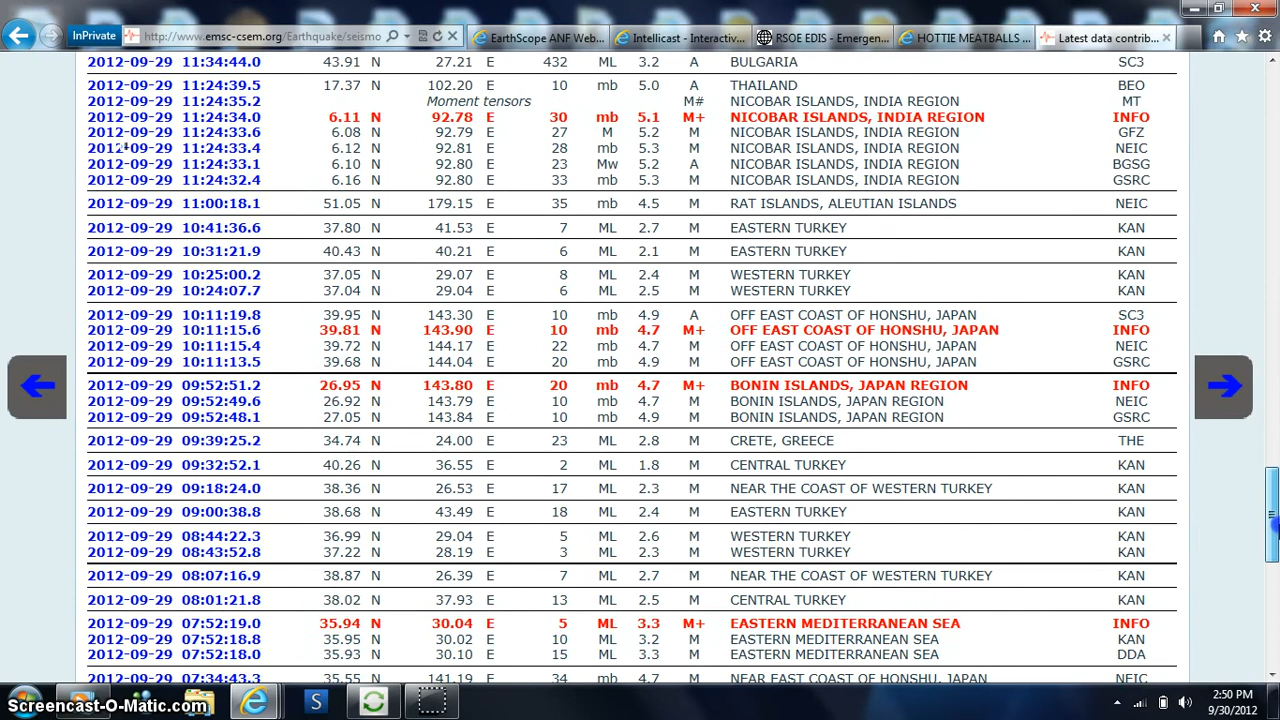 InPrivate
http://www.emsc-csem.org/Earthquake/seismo
EarthScope ANF Web...
Intellicast - Interactiv...
RSOE EDIS - Emergen...
HOTTIE MEATBALLS ...
Latest data contrib...
2012-09-29 11:34:44.0 43.91 N 27.21 E 432 ML 3.2 A BULGARIA SC3
2012-09-29 11:24:39.5 17.37 N 102.20 E 10 mb 5.0 A THAILAND BEO
2012-09-29 11:24:35.2 Moment tensors M# NICOBAR ISLANDS, INDIA REGION MT
2012-09-29 11:24:34.0 6.11 N 92.78 E 30 mb 5.1 M+ NICOBAR ISLANDS, INDIA REGION INFO
2012-09-29 11:24:33.6 6.08 N 92.79 E 27 M 5.2 M NICOBAR ISLANDS, INDIA REGION GFZ
2012-09-29 11:24:33.4 6.12 N 92.81 E 28 mb 5.3 M NICOBAR ISLANDS, INDIA REGION NEIC
2012-09-29 11:24:33.1 6.10 N 92.80 E 23 Mw 5.2 A NICOBAR ISLANDS, INDIA REGION BGSG
2012-09-29 11:24:32.4 6.16 N 92.80 E 33 mb 5.3 M NICOBAR ISLANDS, INDIA REGION GSRC
2012-09-29 11:00:18.1 51.05 N 179.15 E 35 mb 4.5 M RAT ISLANDS, ALEUTIAN ISLANDS NEIC
2012-09-29 10:41:36.6 37.80 N 41.53 E 7 ML 2.7 M EASTERN TURKEY KAN
2012-09-29 10:31:21.9 40.43 N 40.21 E 6 ML 2.1 M EASTERN TURKEY KAN
2012-09-29 10:25:00.2 37.05 N 29.07 E 8 ML 2.4 M WESTERN TURKEY KAN
2012-09-29 10:24:07.7 37.04 N 29.04 E 6 ML 2.5 M WESTERN TURKEY KAN
2012-09-29 10:11:19.8 39.95 N 143.30 E 10 mb 4.9 A OFF EAST COAST OF HONSHU, JAPAN SC3
2012-09-29 10:11:15.6 39.81 N 143.90 E 10 mb 4.7 M+ OFF EAST COAST OF HONSHU, JAPAN INFO
2012-09-29 10:11:15.4 39.72 N 144.17 E 22 mb 4.7 M OFF EAST COAST OF HONSHU, JAPAN NEIC
2012-09-29 10:11:13.5 39.68 N 144.04 E 20 mb 4.9 M OFF EAST COAST OF HONSHU, JAPAN GSRC
2012-09-29 09:52:51.2 26.95 N 143.80 E 20 mb 4.7 M+ BONIN ISLANDS, JAPAN REGION INFO
2012-09-29 09:52:49.6 26.92 N 143.79 E 10 mb 4.7 M BONIN ISLANDS, JAPAN REGION NEIC
2012-09-29 09:52:48.1 27.05 N 143.84 E 10 mb 4.9 M BONIN ISLANDS, JAPAN REGION GSRC
2012-09-29 09:39:25.2 34.74 N 24.00 E 23 ML 2.8 M CRETE, GREECE THE
2012-09-29 09:32:52.1 40.26 N 36.55 E 2 ML 1.8 M CENTRAL TURKEY KAN
2012-09-29 09:18:24.0 38.36 N 26.53 E 17 ML 2.3 M NEAR THE COAST OF WESTERN TURKEY KAN
2012-09-29 09:00:38.8 38.68 N 43.49 E 18 ML 2.4 M EASTERN TURKEY KAN
2012-09-29 08:44:22.3 36.99 N 29.04 E 5 ML 2.6 M WESTERN TURKEY KAN
2012-09-29 08:43:52.8 37.22 N 28.19 E 3 ML 2.3 M WESTERN TURKEY KAN
2012-09-29 08:07:16.9 38.87 N 26.39 E 7 ML 2.7 M NEAR THE COAST OF WESTERN TURKEY KAN
2012-09-29 08:01:21.8 38.02 N 37.93 E 13 ML 2.5 M CENTRAL TURKEY KAN
2012-09-29 07:52:19.0 35.94 N 30.04 E 5 ML 3.3 M+ EASTERN MEDITERRANEAN SEA INFO
2012-09-29 07:52:18.8 35.95 N 30.02 E 10 ML 3.2 M EASTERN MEDITERRANEAN SEA KAN
2012-09-29 07:52:18.0 35.93 N 30.10 E 15 ML 3.3 M EASTERN MEDITERRANEAN SEA DDA
2012-09-29 07:34:43.3 35.55 N 141.19 E 34 mb 4.7 M NEAR EAST COAST OF HONSHU, JAPAN NEIC
S
2:50 PM
9/30/2012
Screencast-O-Matic.com